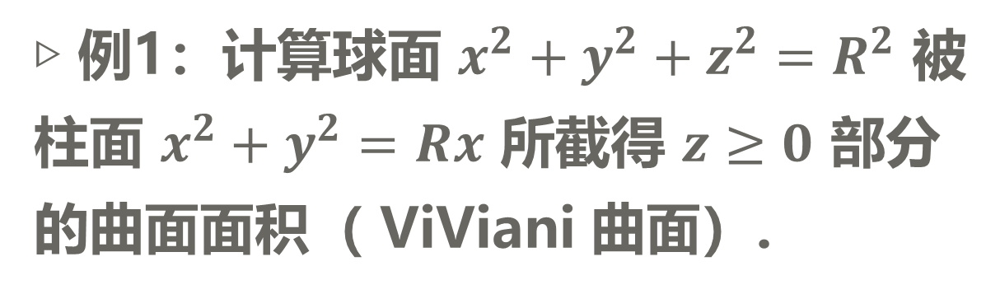 ▷ 例1：计算球面 x² + y² + z² = R² 被
柱面 x² + y² = Rx 所截得 z ≥ 0 部分
的曲面面积（ ViViani 曲面）.